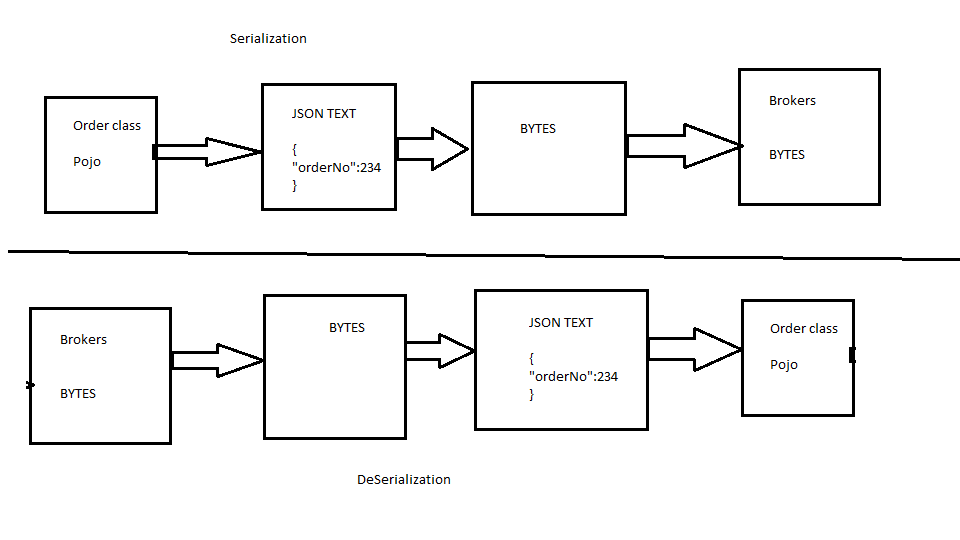 Serialization
Order class
Pojo
JSON TEXT
{
"orderNo":234
}
BYTES
Brokers
BYTES
Brokers
BYTES
BYTES
JSON TEXT
{
"orderNo":234
}
Order class
Pojo
DeSerialization